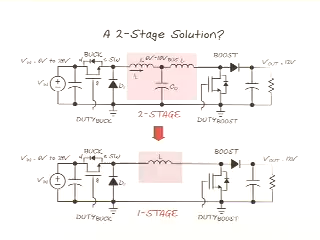 A 2-Stage Solution?
BUCK
BOOST
VIN = 6V to 28V
VOUT = 12V
VIN
L
L
D1
CO
DUTYBUCK
2-STAGE
DUTYBOOST
BUCK
BOOST
VIN = 6V to 28V
VOUT = 12V
VIN
L
D1
DUTYBUCK
1-STAGE
DUTYBOOST